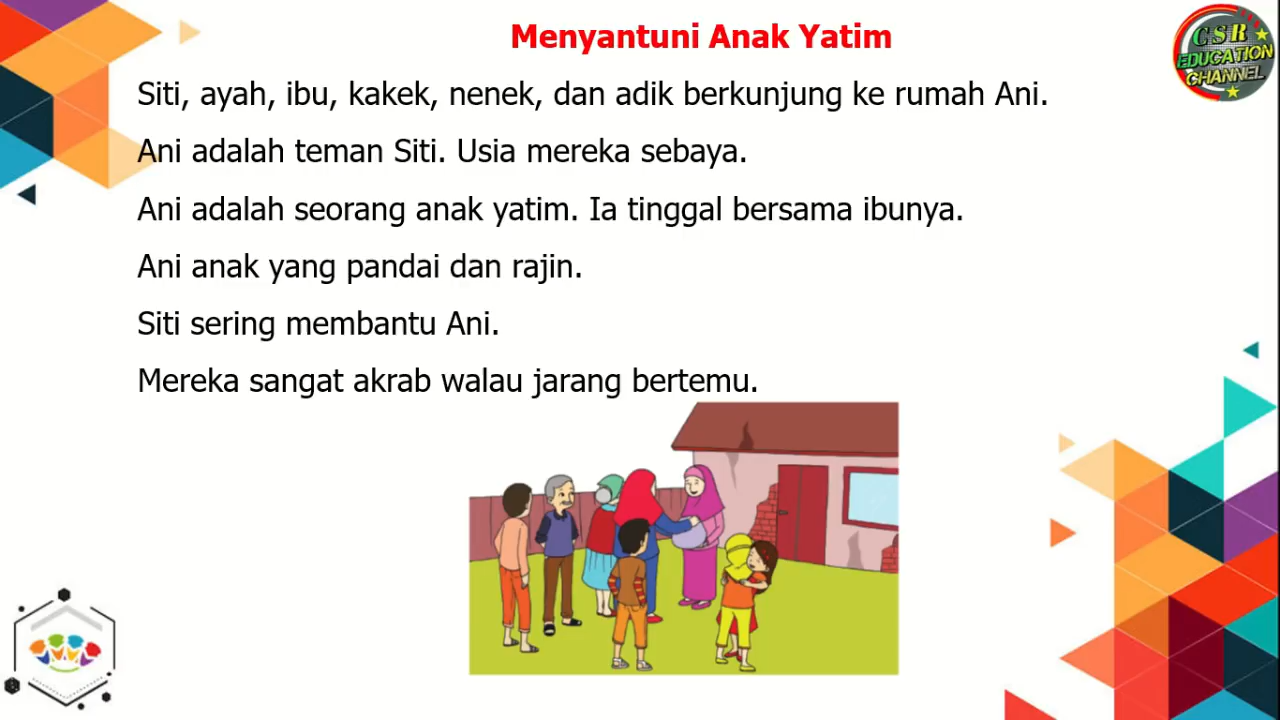 Menyantuni Anak Yatim
CSR
EDUCATION
CHANNEL
Siti, ayah, ibu, kakek, nenek, dan adik berkunjung ke rumah Ani.
Ani adalah teman Siti. Usia mereka sebaya.
Ani adalah seorang anak yatim. Ia tinggal bersama ibunya.
Ani anak yang pandai dan rajin.
Siti sering membantu Ani.
Mereka sangat akrab walau jarang bertemu.